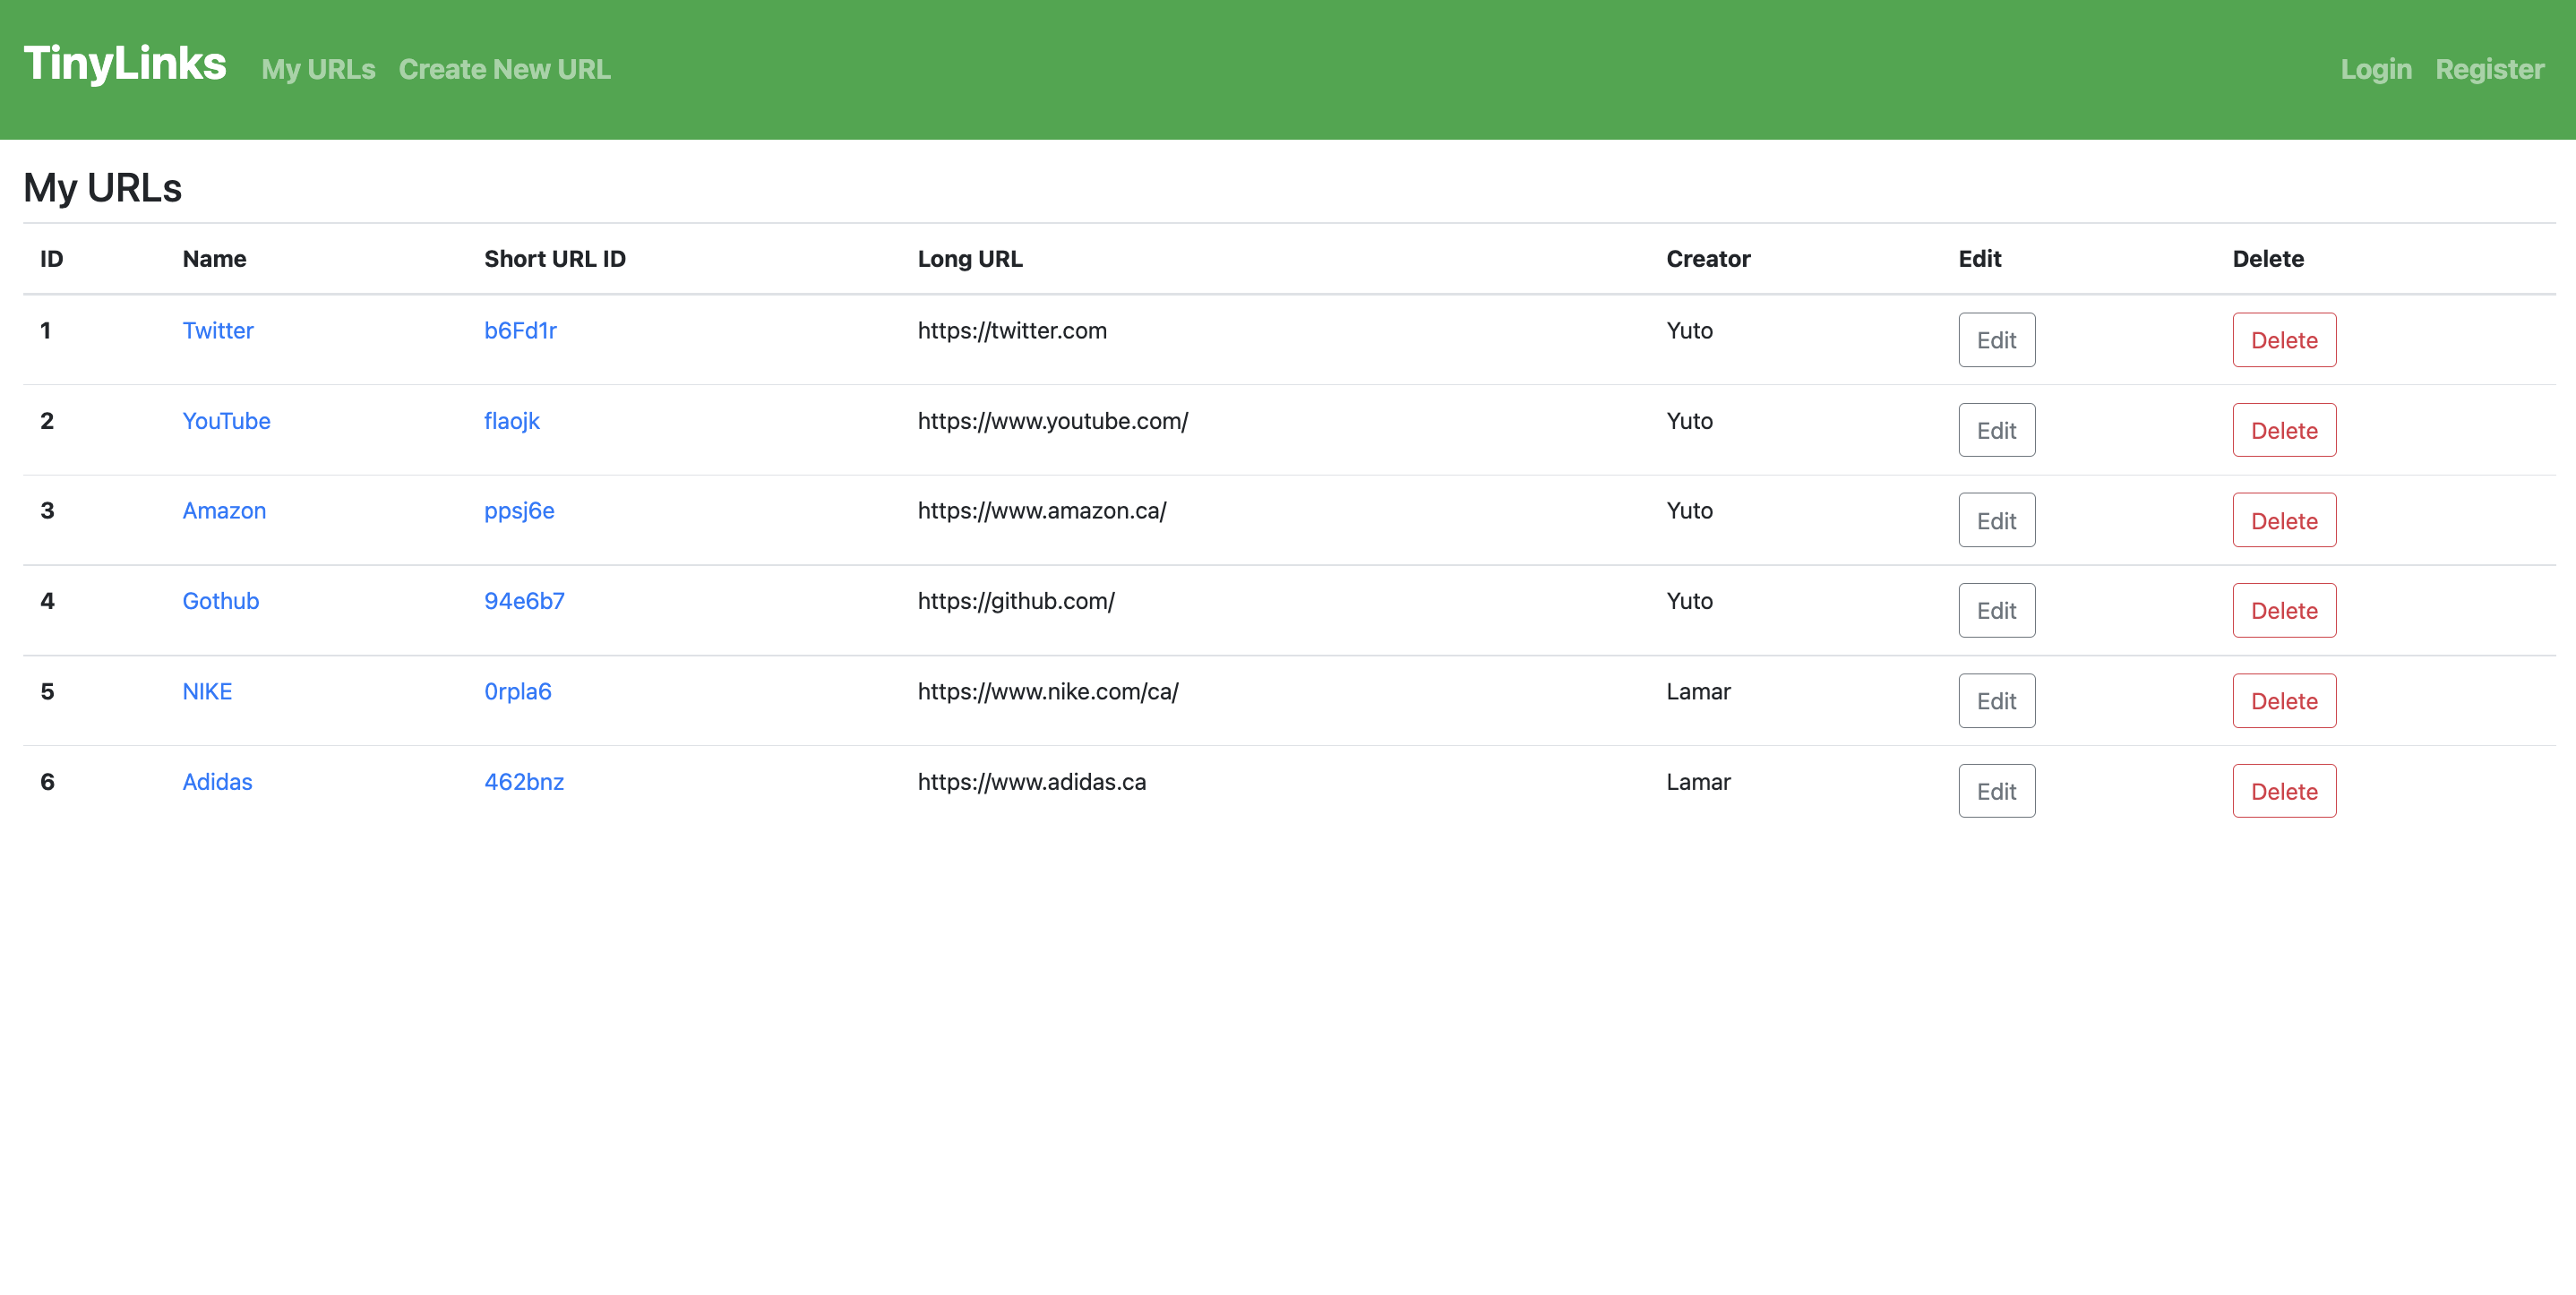 TinyLinks My URLs Create New URL Login Register
My URLs
ID Name Short URL ID Long URL Creator Edit Delete
1 Twitter b6Fd1r https://twitter.com Yuto Edit Delete
2 YouTube flaojk https://www.youtube.com/ Yuto Edit Delete
3 Amazon ppsj6e https://www.amazon.ca/ Yuto Edit Delete
4 Gothub 94e6b7 https://github.com/ Yuto Edit Delete
5 NIKE 0rpla6 https://www.nike.com/ca/ Lamar Edit Delete
6 Adidas 462bnz https://www.adidas.ca Lamar Edit Delete